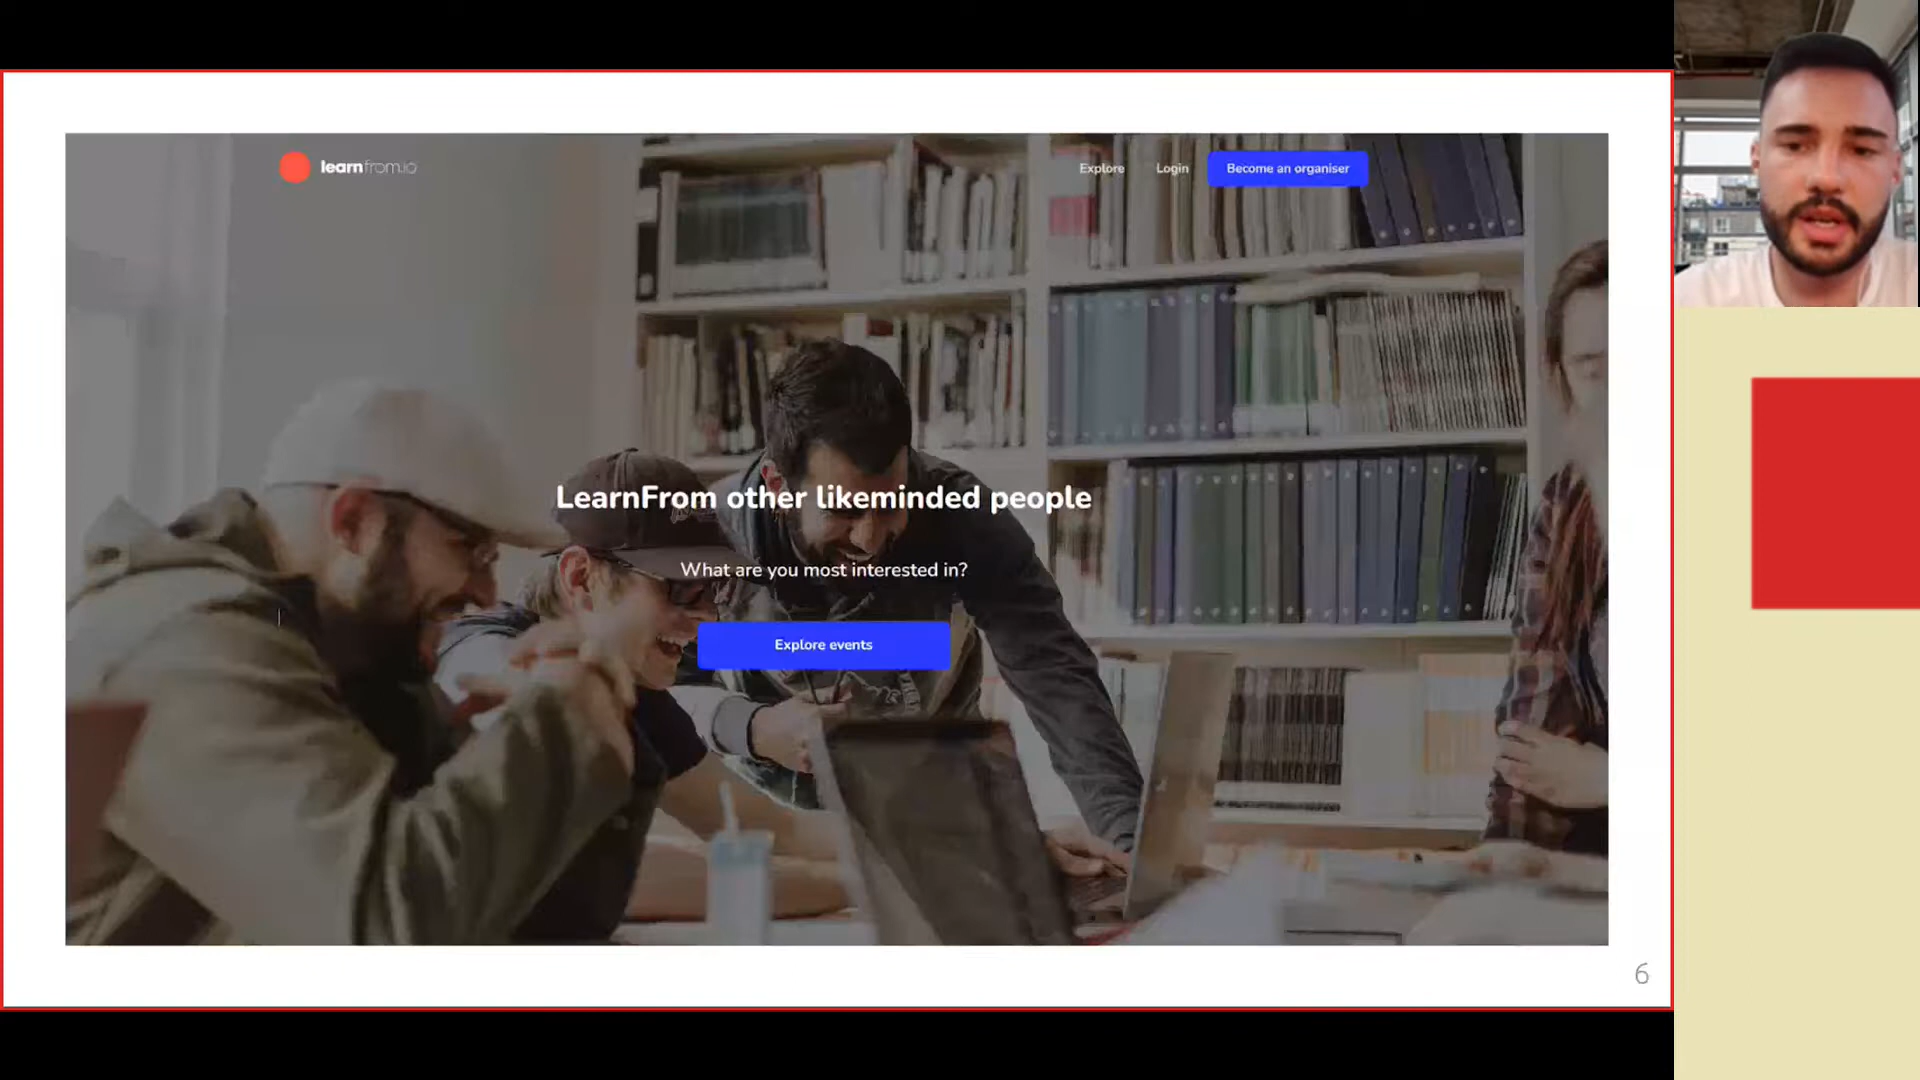 learnfrom.io
Explore
Login
Become an organiser
LearnFrom other likeminded people
What are you most interested in?
Explore events
6